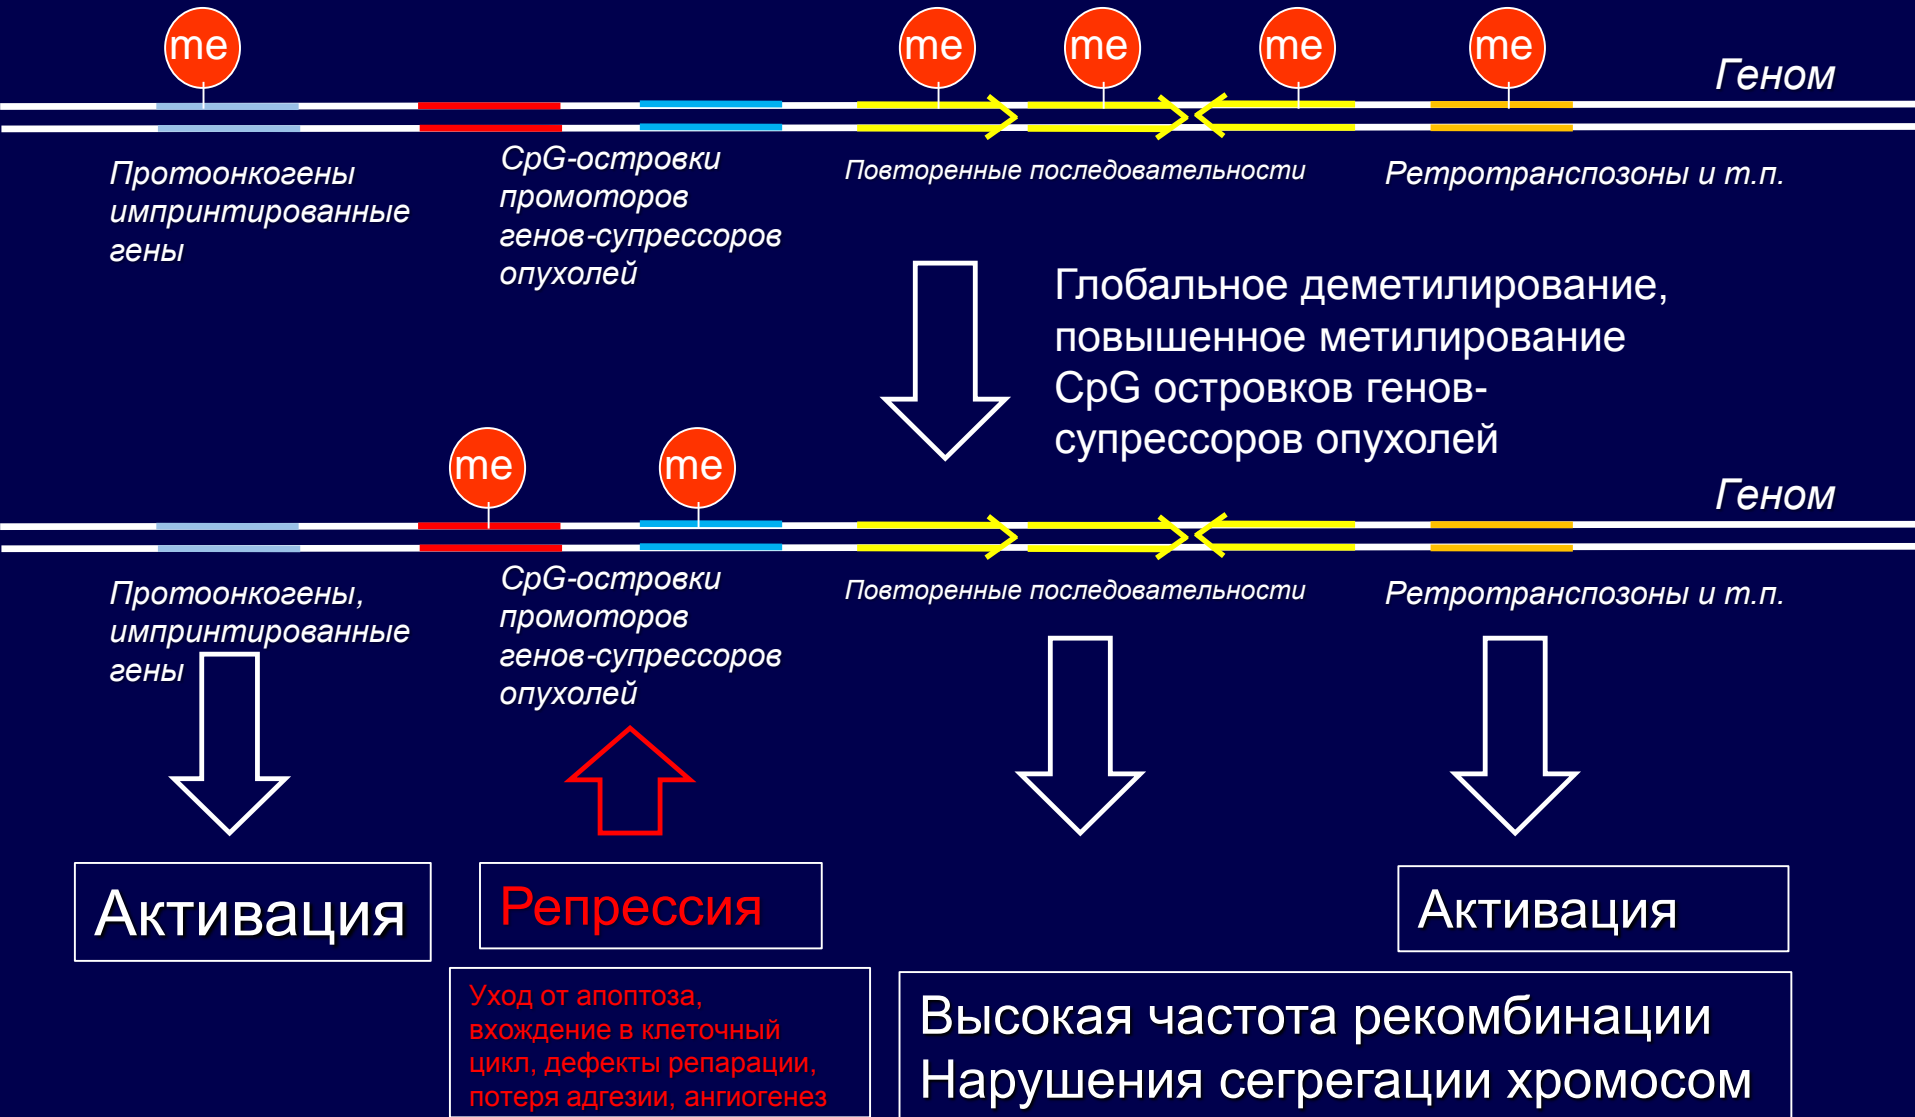 me
me
me
me
me
Геном
Протоонкогены
импринтированные
гены
CpG-островки
промоторов
генов-супрессоров
опухолей
Повторенные последовательности
Ретротранспозоны и т.п.
Глобальное деметилирование,
повышенное метилирование
CpG островков генов-
супрессоров опухолей
me
me
Геном
Протоонкогены,
импринтированные
гены
CpG-островки
промоторов
генов-супрессоров
опухолей
Повторенные последовательности
Ретротранспозоны и т.п.
Активация
Репрессия
Активация
Уход от апоптоза,
вхождение в клеточный
цикл, дефекты репарации,
потеря адгезии, ангиогенез
Высокая частота рекомбинации
Нарушения сегрегации хромосом